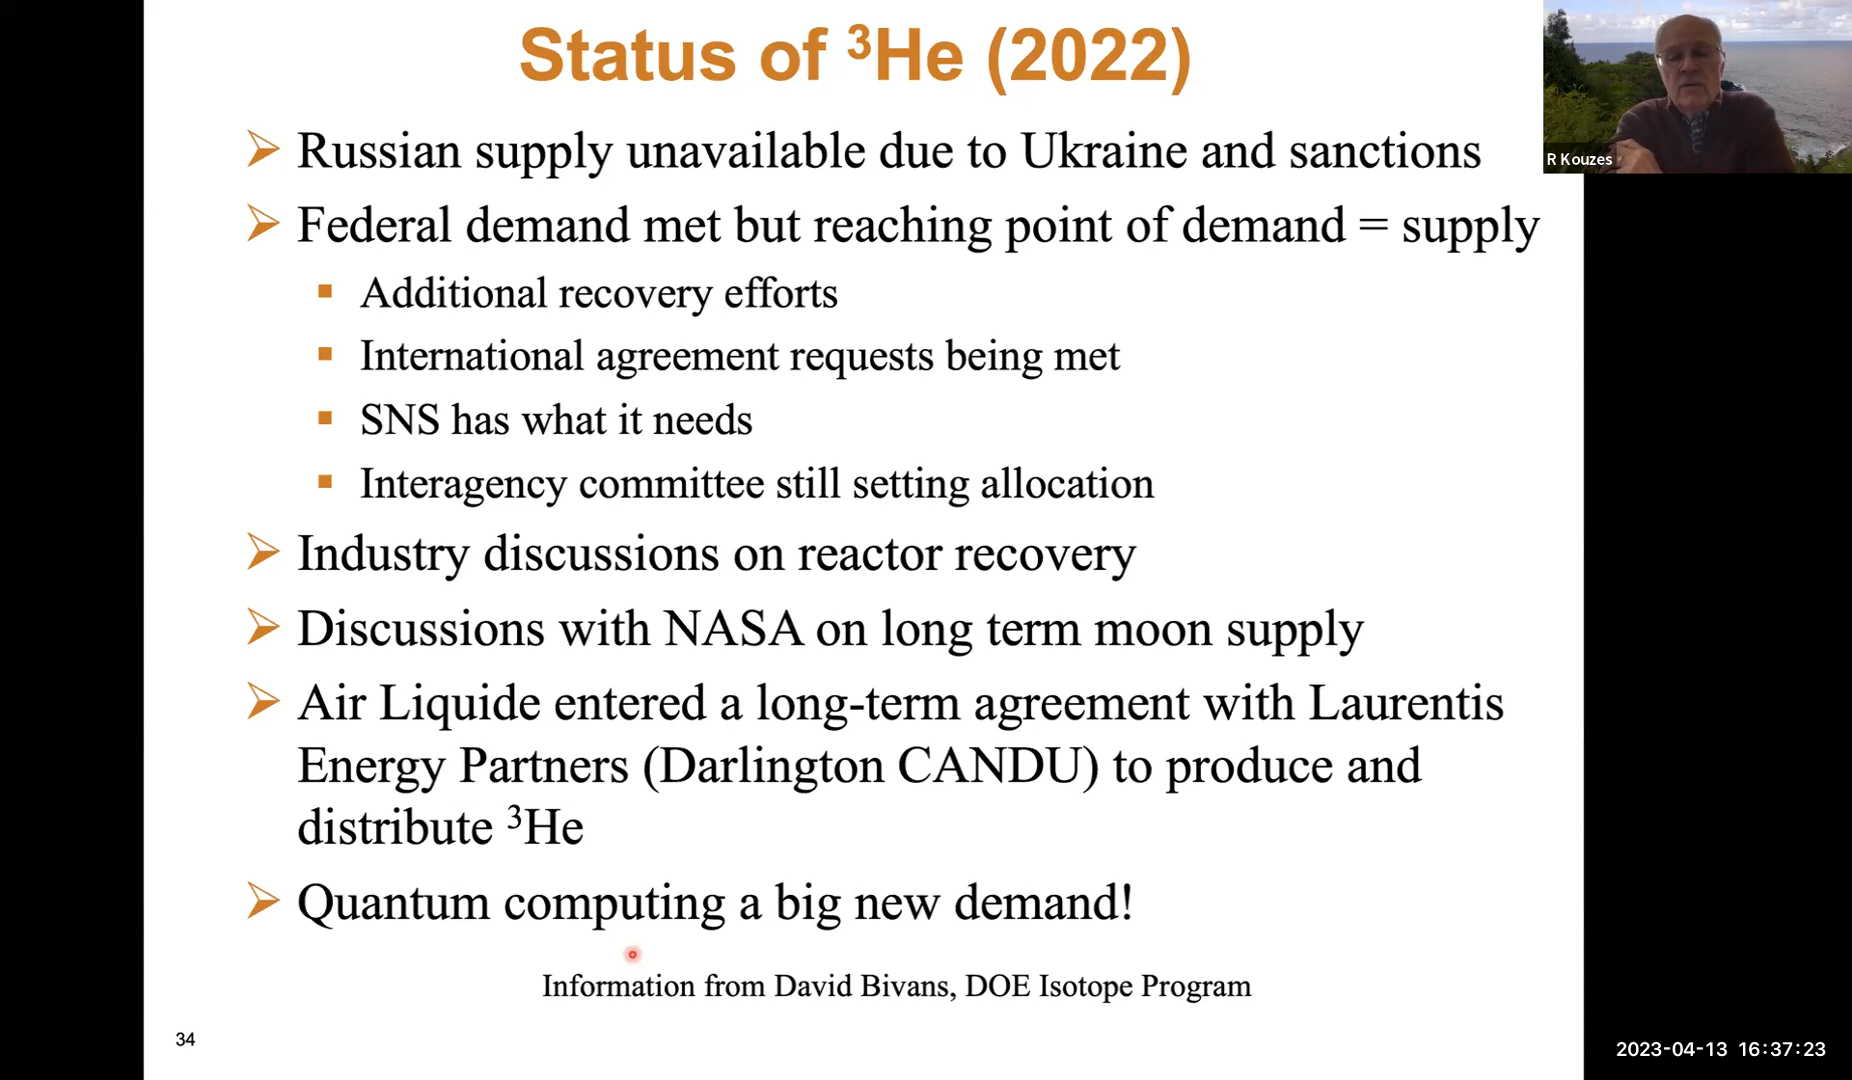 Status of ³He (2022)
R Kouzes
Russian supply unavailable due to Ukraine and sanctions
Federal demand met but reaching point of demand = supply
Additional recovery efforts
International agreement requests being met
SNS has what it needs
Interagency committee still setting allocation
Industry discussions on reactor recovery
Discussions with NASA on long term moon supply
Air Liquide entered a long-term agreement with Laurentis
Energy Partners (Darlington CANDU) to produce and
distribute ³He
Quantum computing a big new demand!
Information from David Bivans, DOE Isotope Program
34
2023-04-13 16:37:23